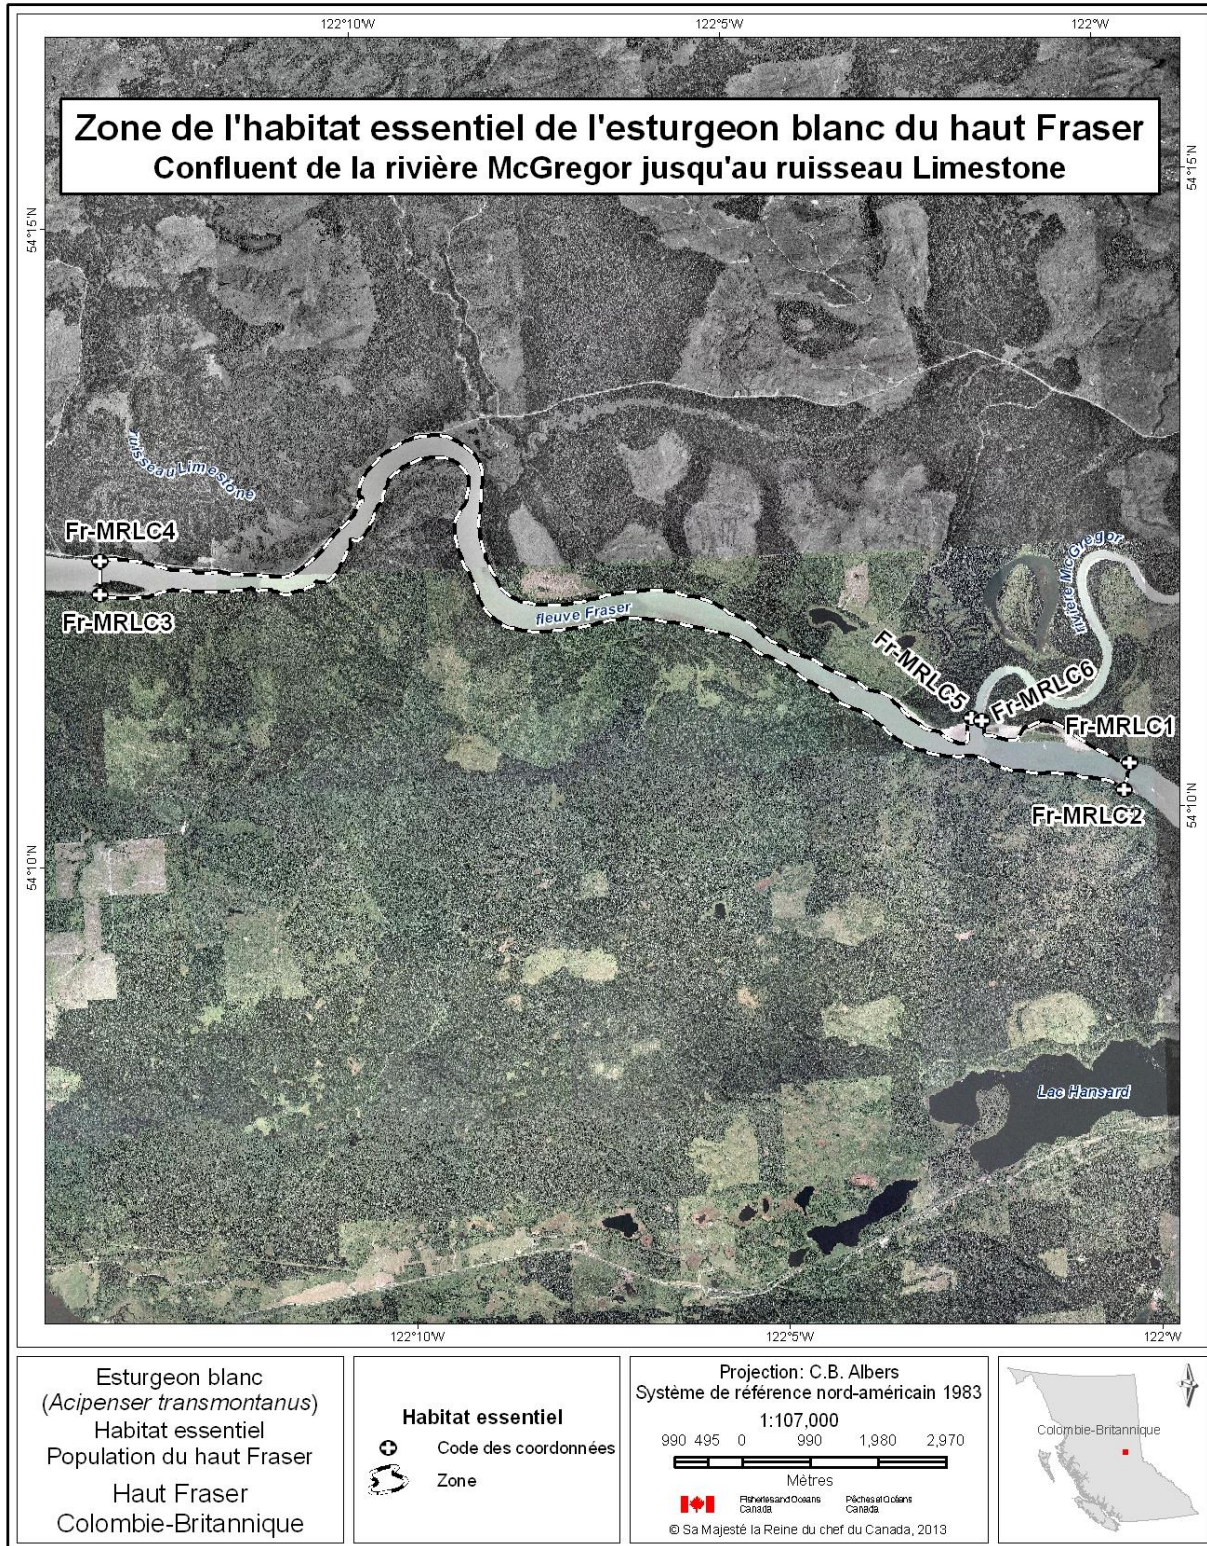 122°10'W
122°5'W
122°W
Zone de l'habitat essentiel de l'esturgeon blanc du haut Fraser
Confluent de la rivière McGregor jusqu'au ruisseau Limestone
54°15'N
54°15'N
ruisseau Limestone
Fr-MRLC4
Fr-MRLC3
fleuve Fraser
rivière McGregor
Fr-MRLC5
Fr-MRLC6
Fr-MRLC1
Fr-MRLC2
54°10'N
54°10'N
Lac Hansard
122°10'W
122°5'W
122°W
Esturgeon blanc
(Acipenser transmontanus)
Habitat essentiel
Population du haut Fraser
Haut Fraser
Colombie-Britannique
Habitat essentiel
Code des coordonnées
Zone
Projection: C.B. Albers
Système de référence nord-américain 1983
1:107,000
990 495 0 990 1,980 2,970
Mètres
Fisheries and Oceans Canada
Pêches et Océans Canada
© Sa Majesté la Reine du chef du Canada, 2013
Colombie-Britannique